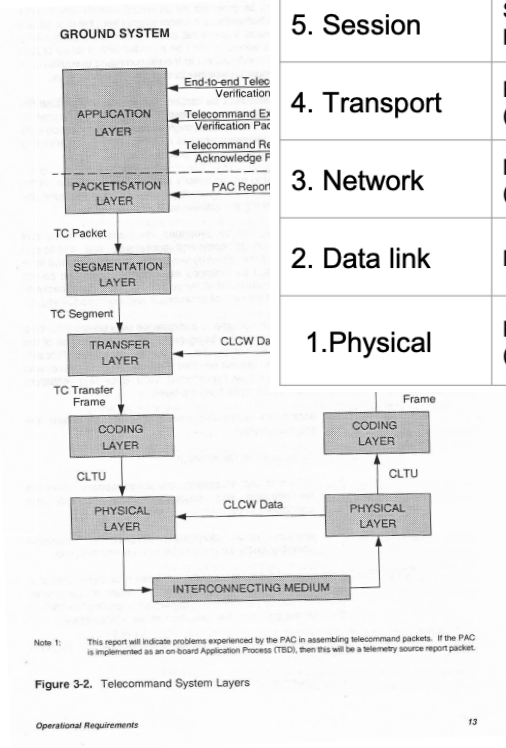 GROUND SYSTEM
End-to-end Telec
Verification
APPLICATION
LAYER
Telecommand Ex
Verification Pac
Telecommand Re
Acknowledge
PACKETISATION
LAYER
PAC Report
TC Packet
SEGMENTATION
LAYER
TC Segment
TRANSFER
LAYER
CLCW Da
TC Transfer
Frame
Frame
CODING
LAYER
CODING
LAYER
CLTU
CLTU
PHYSICAL
LAYER
CLCW Data
PHYSICAL
LAYER
INTERCONNECTING MEDIUM
5. Session
4. Transport
3. Network
2. Data link
1.Physical
Note 1: This report will indicate problems experienced by the PAC in assembling telecommand packets. If the PAC
is implemented as an on-board Application Process (TBD), then this will be a telemetry source report packet.
Figure 3-2. Telecommand System Layers
Operational Requirements
13